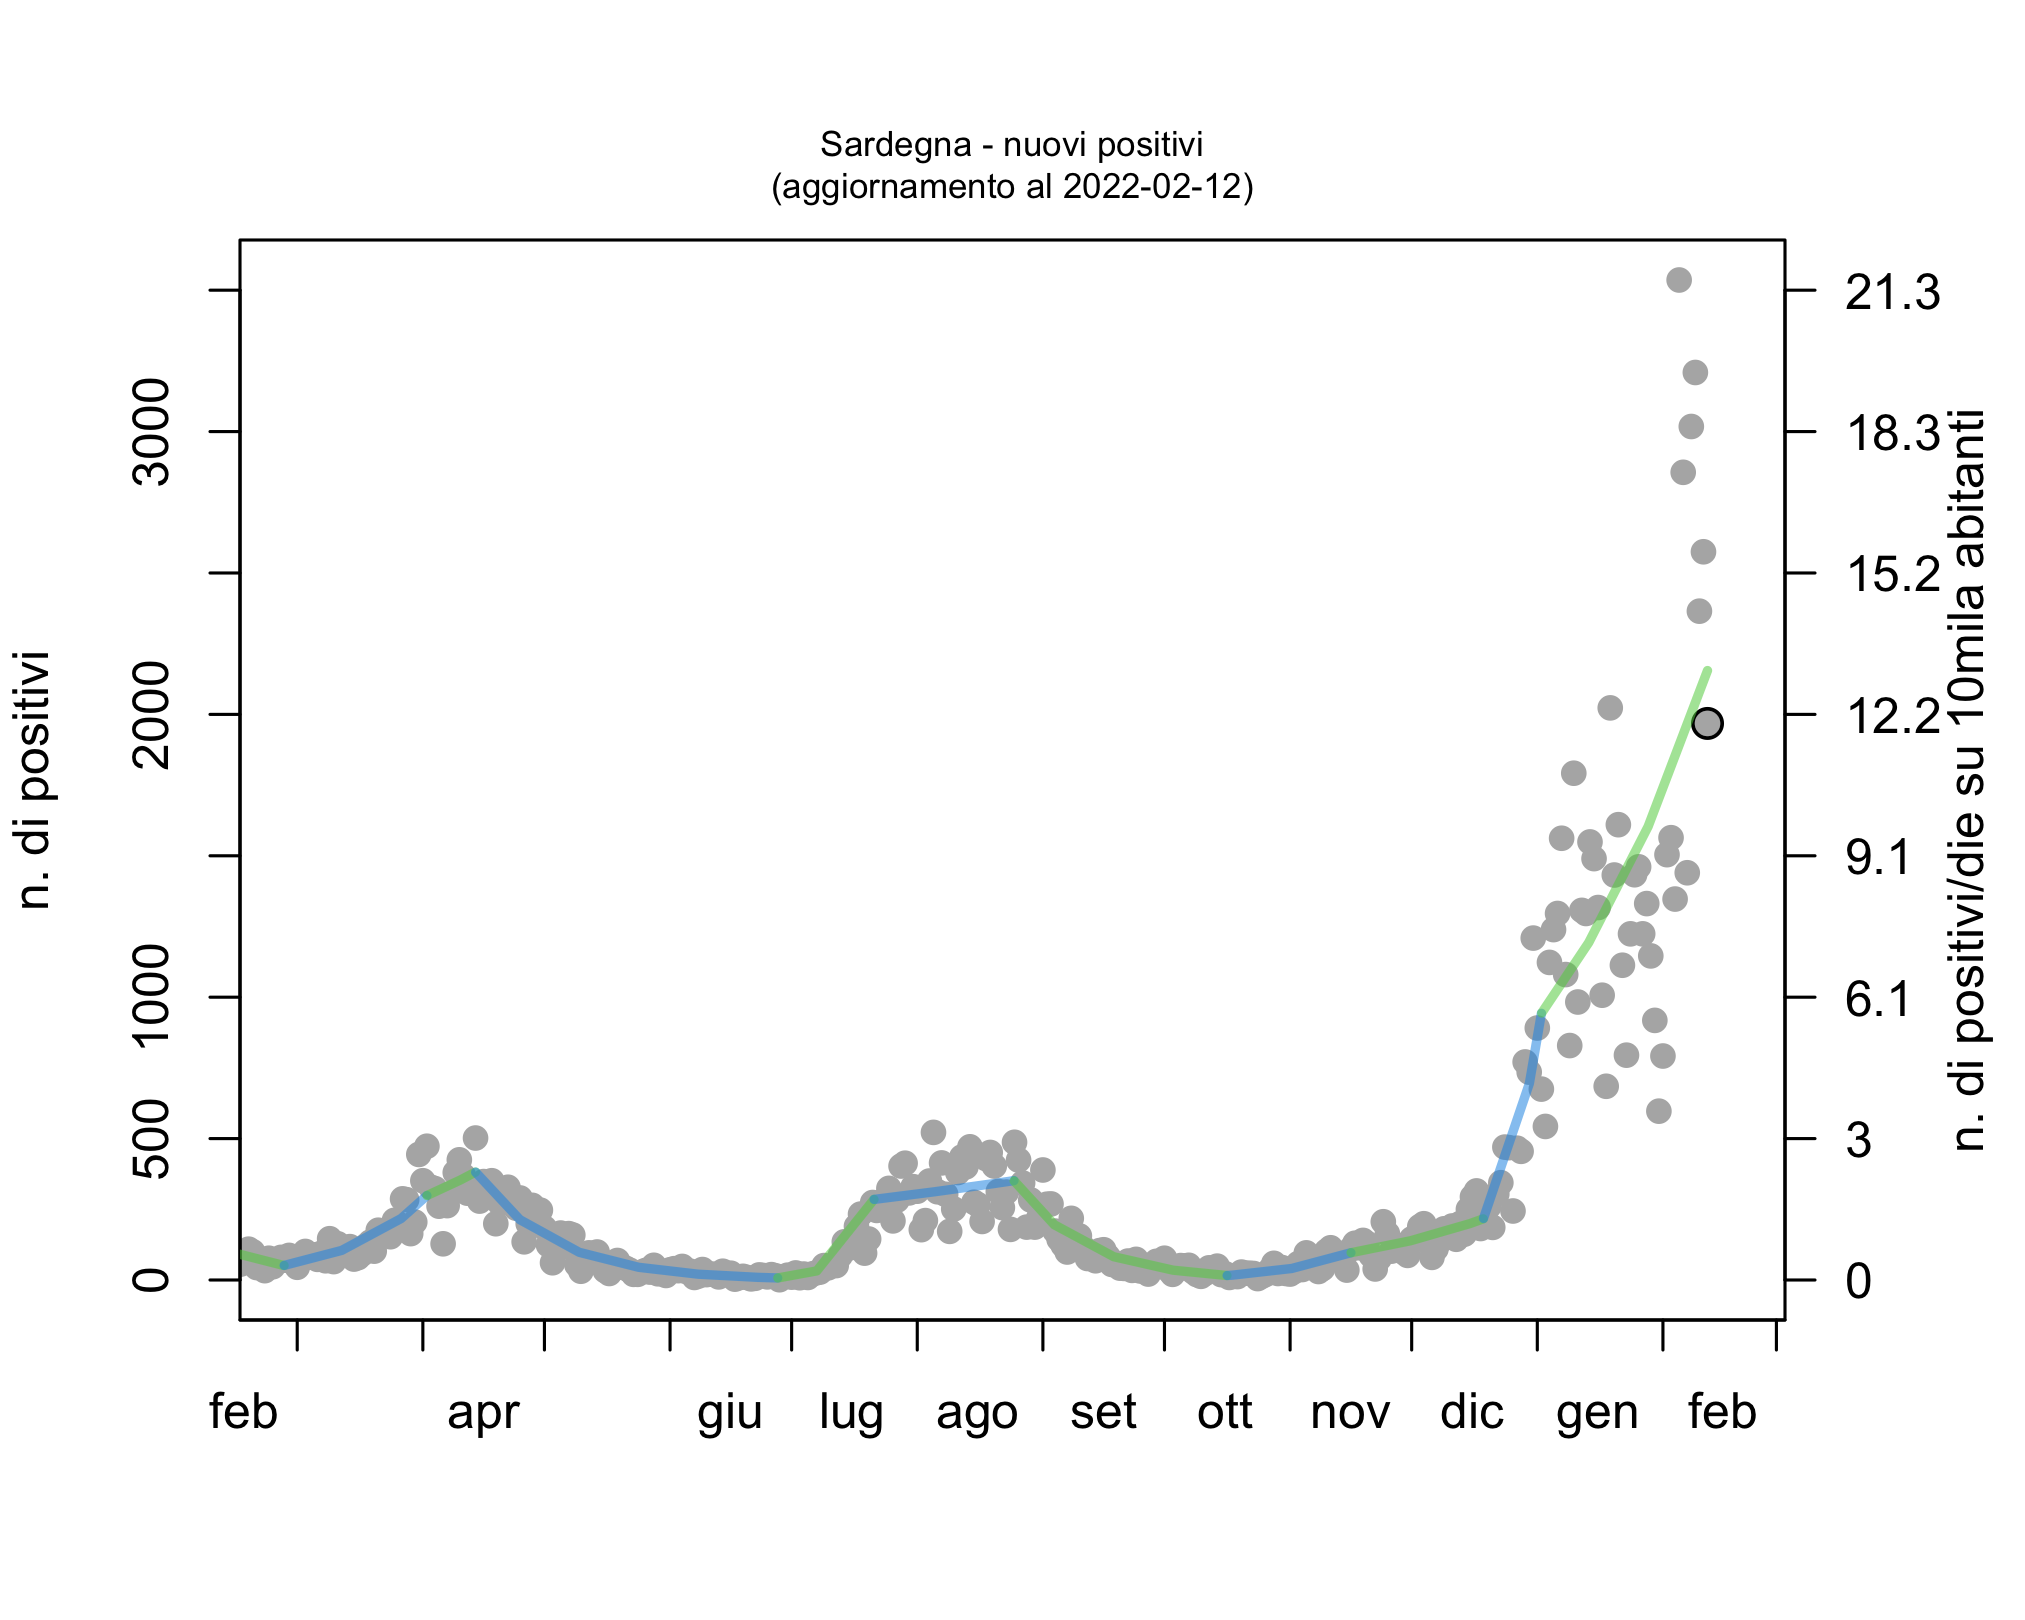 Sardegna - nuovi positivi
(aggiornamento al 2022-02-12)
n. di positivi
0
500
1000
2000
3000
0
3
6.1
9.1
12.2
15.2
18.3
21.3
n. di positivi/die su 10mila abitanti
feb apr giu lug ago set ott nov dic gen feb